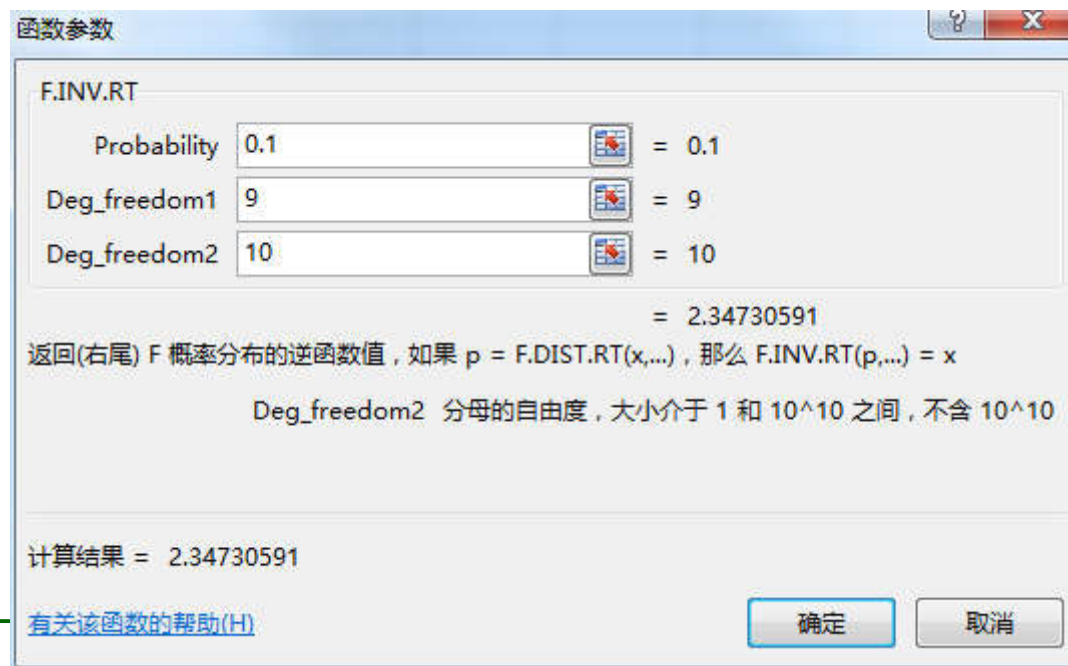 函数参数
F.INV.RT
Probability 0.1 = 0.1
Deg_freedom1 9 = 9
Deg_freedom2 10 = 10
= 2.34730591
返回(右尾) F 概率分布的逆函数值，如果 p = F.DIST.RT(x,...)，那么 F.INV.RT(p,...) = x
Deg_freedom2 分母的自由度，大小介于 1 和 10^10 之间，不含 10^10
计算结果 = 2.34730591
有关该函数的帮助(H) 确定 取消